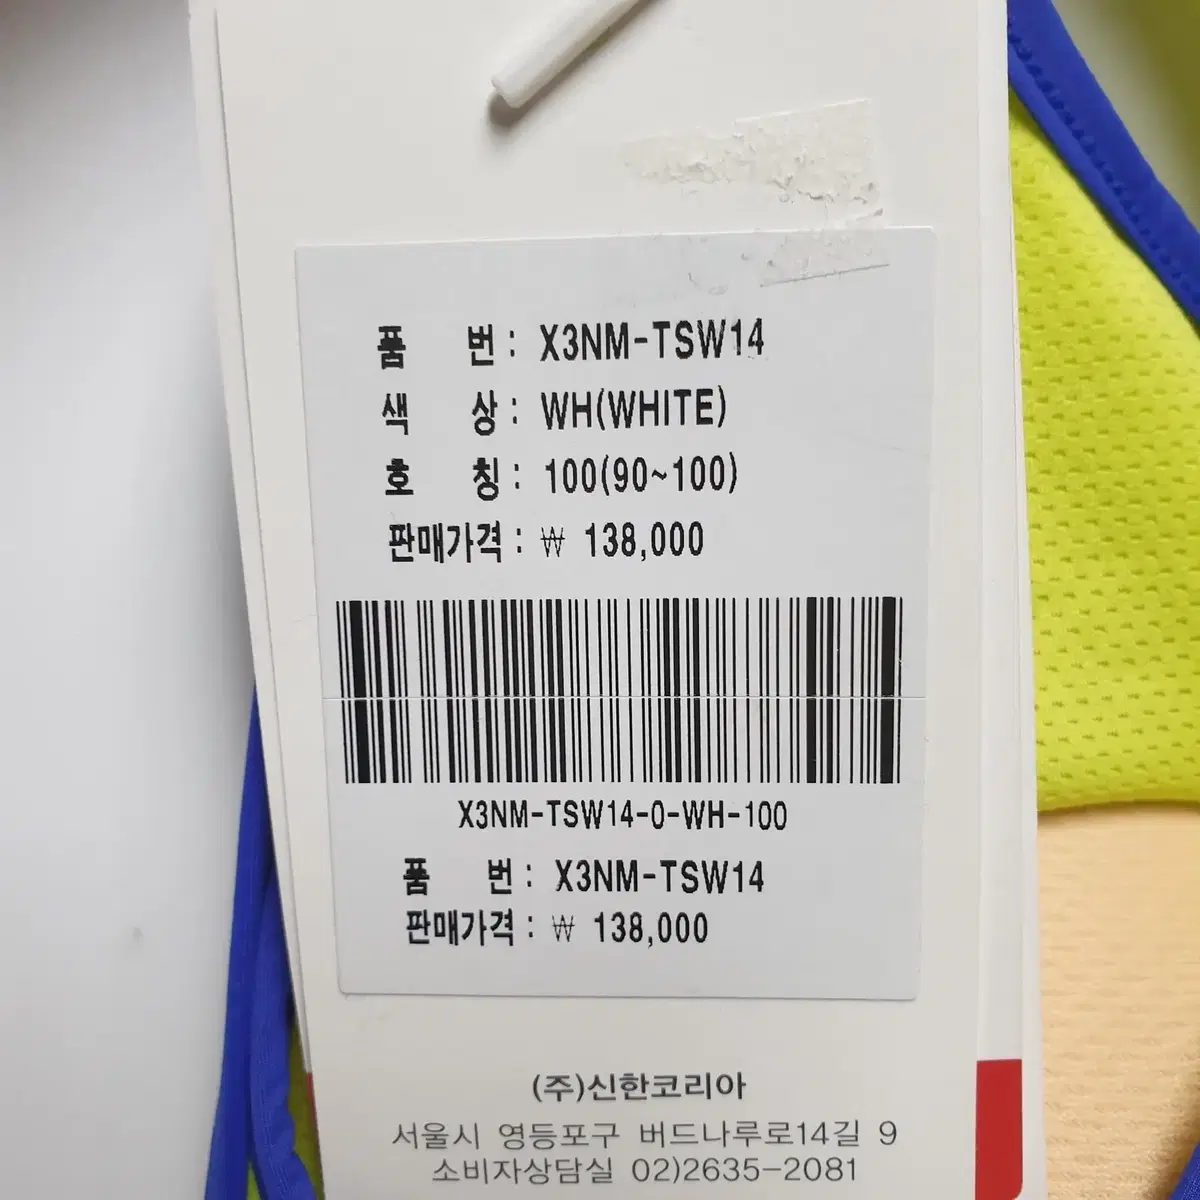 품 번 : X3NM-TSW14
색 상 : WH(WHITE)
호 칭 : 100(90~100)
판매가격 : ₩ 138,000
X3NM-TSW14-0-WH-100
품 번 : X3NM-TSW14
판매가격 : ₩ 138,000
(주)신한코리아
서울시 영등포구 버드나루로14길 9
소비자상담실 02)2635-2081